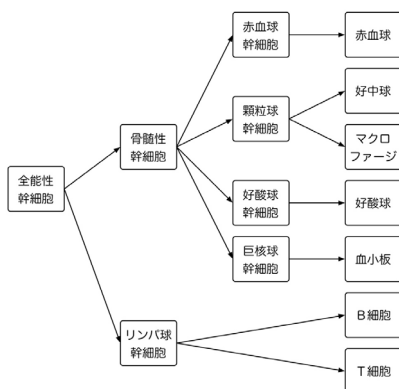 赤血球
幹細胞
赤血球
顆粒球
幹細胞
好中球
マクロ
ファージ
骨髄性
幹細胞
全能性
幹細胞
好酸球
幹細胞
好酸球
巨核球
幹細胞
血小板
リンパ球
幹細胞
B細胞
T細胞